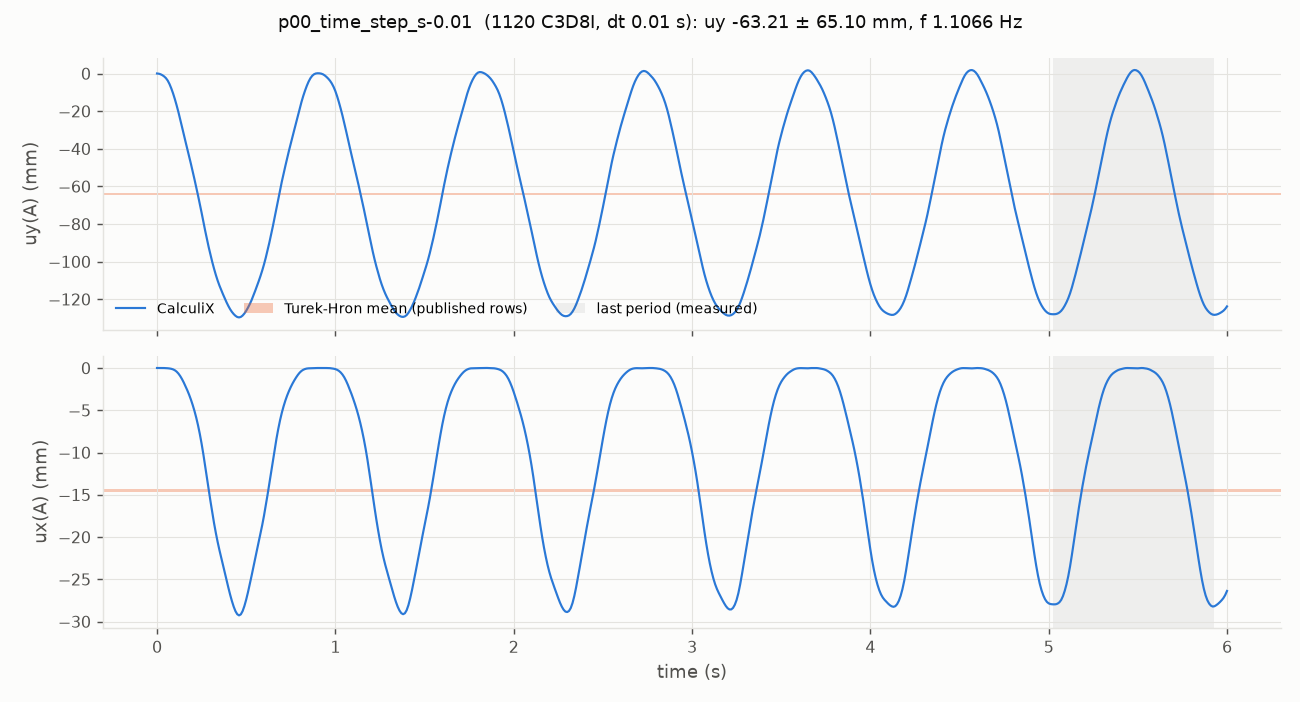 p00_time_step_s-0.01 (1120 C3D8I, dt 0.01 s): uy -63.21 ± 65.10 mm, f 1.1066 Hz
uy(A) (mm)
0
−20
−40
−60
−80
−100
−120
CalculiX
Turek-Hron mean (published rows)
last period (measured)
ux(A) (mm)
0
−5
−10
−15
−20
−25
−30
0 1 2 3 4 5 6
time (s)